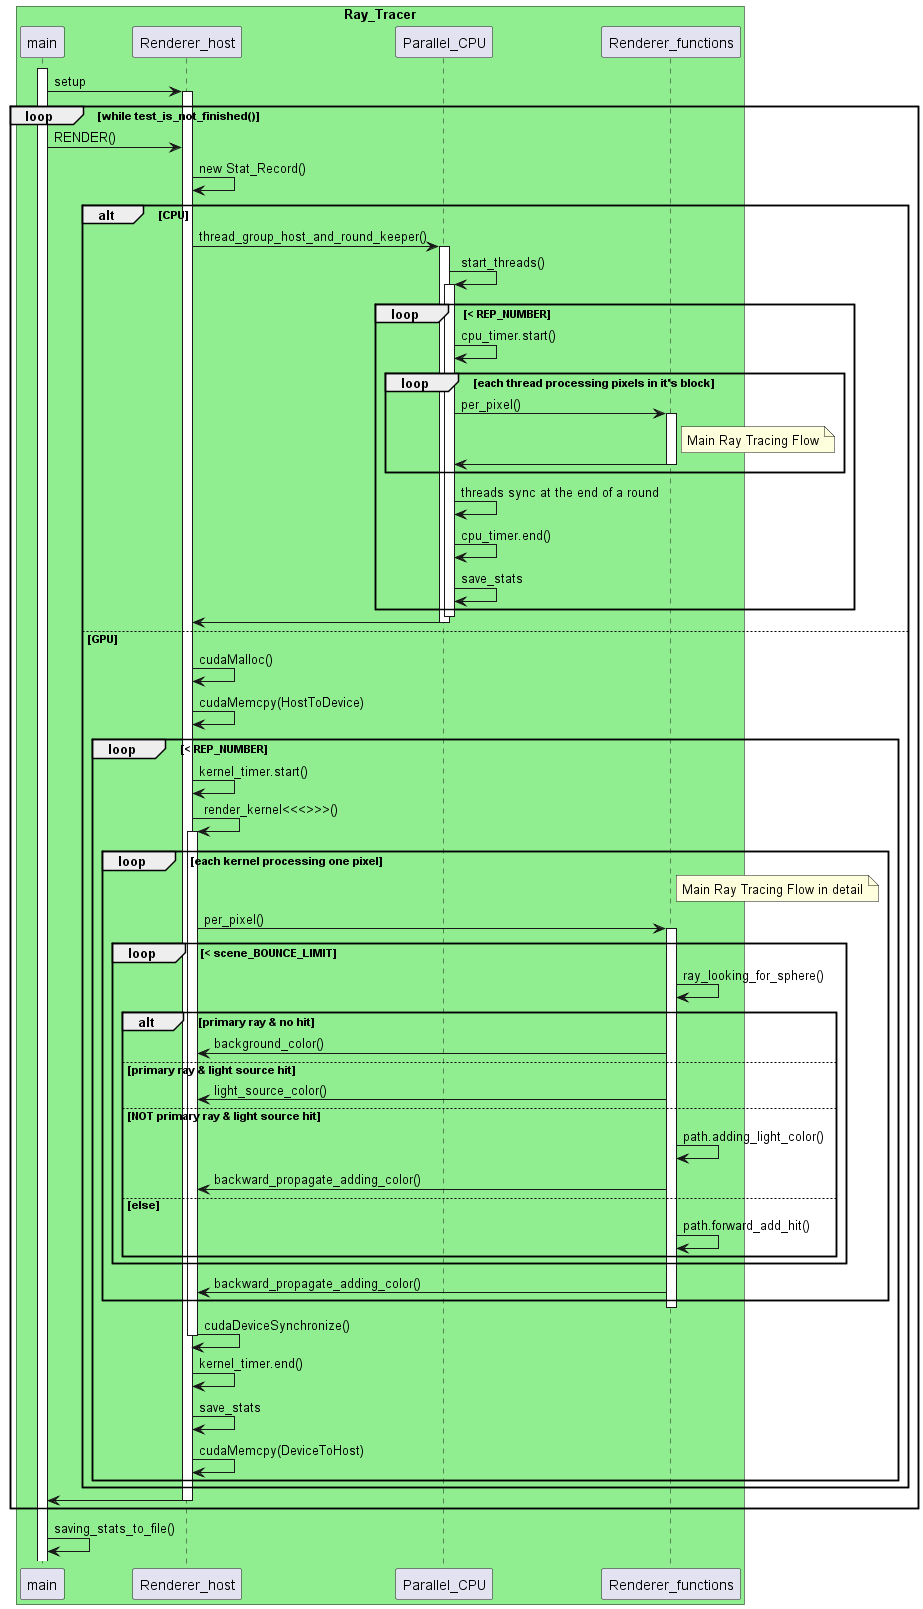 Ray_Tracer
main
Renderer_host
Parallel_CPU
Renderer_functions
setup
loop
[while test_is_not_finished()]
RENDER()
new Stat_Record()
alt
[CPU]
thread_group_host_and_round_keeper()
start_threads()
loop
[< REP_NUMBER]
cpu_timer.start()
loop
[each thread processing pixels in it's block]
per_pixel()
Main Ray Tracing Flow
threads sync at the end of a round
cpu_timer.end()
save_stats
[GPU]
cudaMalloc()
cudaMemcpy(HostToDevice)
loop
[< REP_NUMBER]
kernel_timer.start()
render_kernel<<<>>>()
loop
[each kernel processing one pixel]
Main Ray Tracing Flow in detail
per_pixel()
loop
[< scene_BOUNCE_LIMIT]
ray_looking_for_sphere()
alt
[primary ray & no hit]
background_color()
[primary ray & light source hit]
light_source_color()
[NOT primary ray & light source hit]
path.adding_light_color()
backward_propagate_adding_color()
[else]
path.forward_add_hit()
backward_propagate_adding_color()
cudaDeviceSynchronize()
kernel_timer.end()
save_stats
cudaMemcpy(DeviceToHost)
saving_stats_to_file()
main
Renderer_host
Parallel_CPU
Renderer_functions